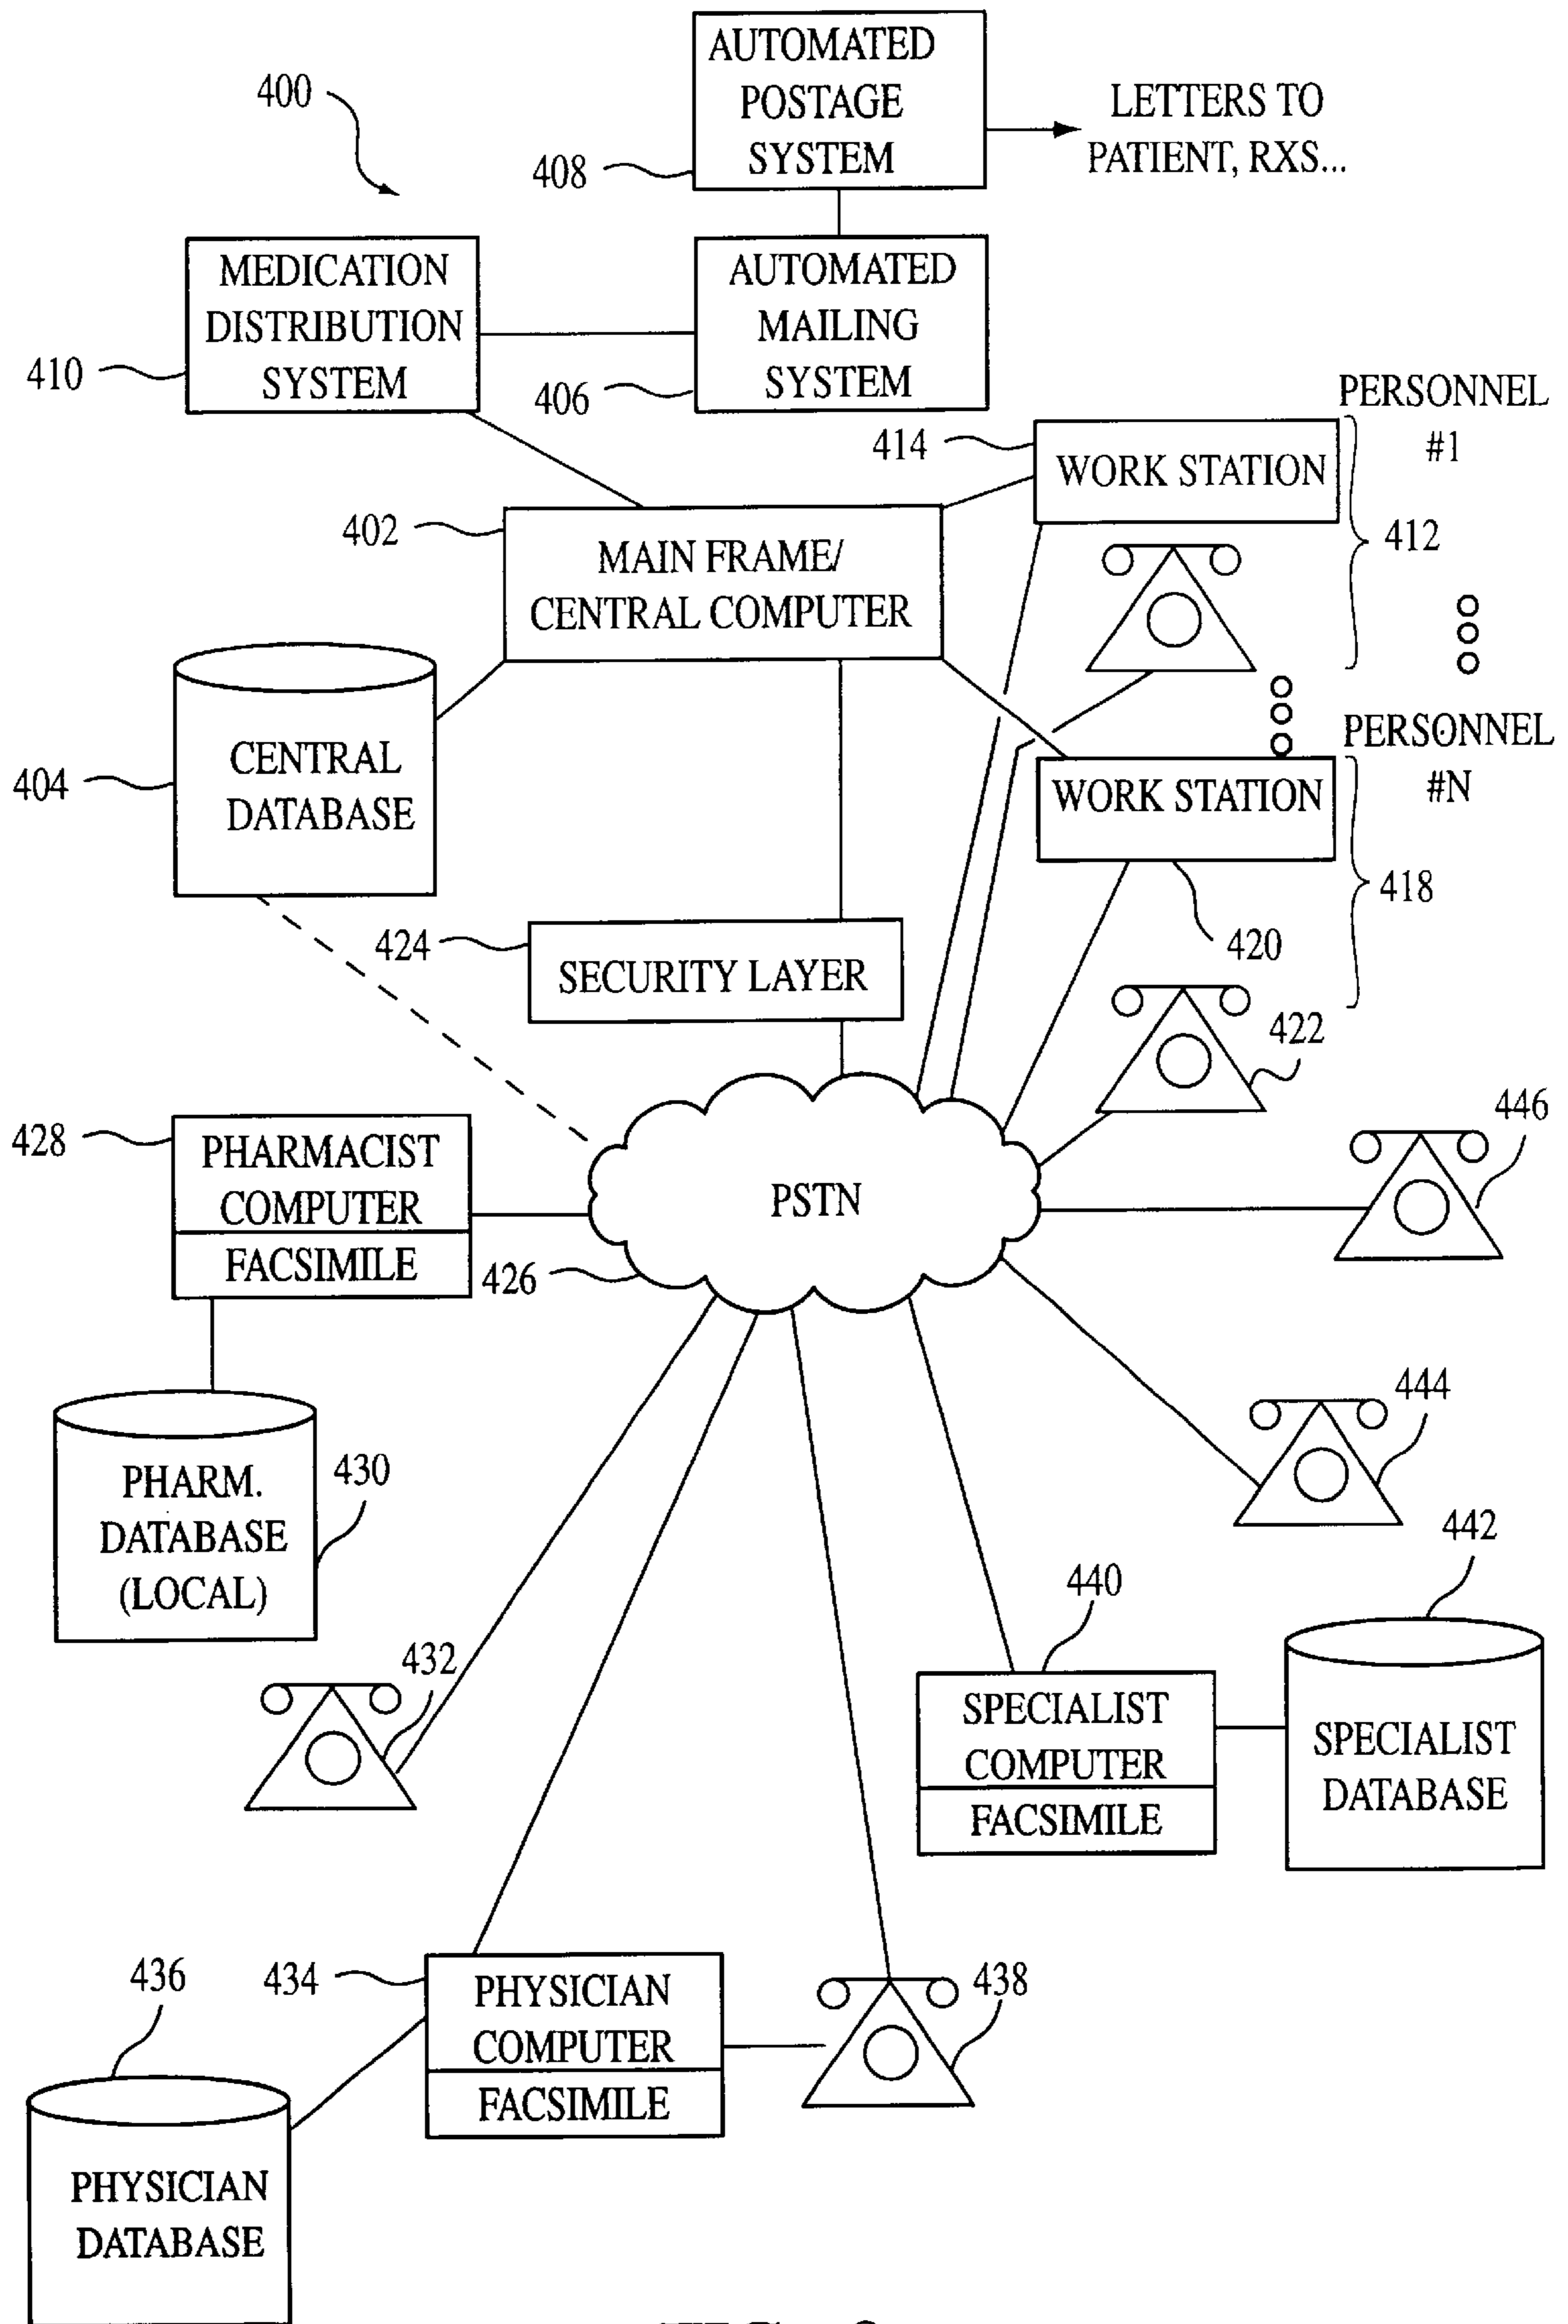 AUTOMATED
POSTAGE
SYSTEM
400
LETTERS TO
PATIENT, RXS...
408
MEDICATION
DISTRIBUTION
SYSTEM
410
AUTOMATED
MAILING
SYSTEM
406
PERSONNEL
#1
414
WORK STATION
412
402
MAIN FRAME/
CENTRAL COMPUTER
404
CENTRAL
DATABASE
PERSONNEL
#N
WORK STATION
418
420
424
SECURITY LAYER
422
446
428
PHARMACIST
COMPUTER
FACSIMILE
PSTN
426
444
PHARM.
DATABASE
(LOCAL)
430
442
440
432
SPECIALIST
COMPUTER
FACSIMILE
SPECIALIST
DATABASE
436
434
PHYSICIAN
COMPUTER
FACSIMILE
438
PHYSICIAN
DATABASE